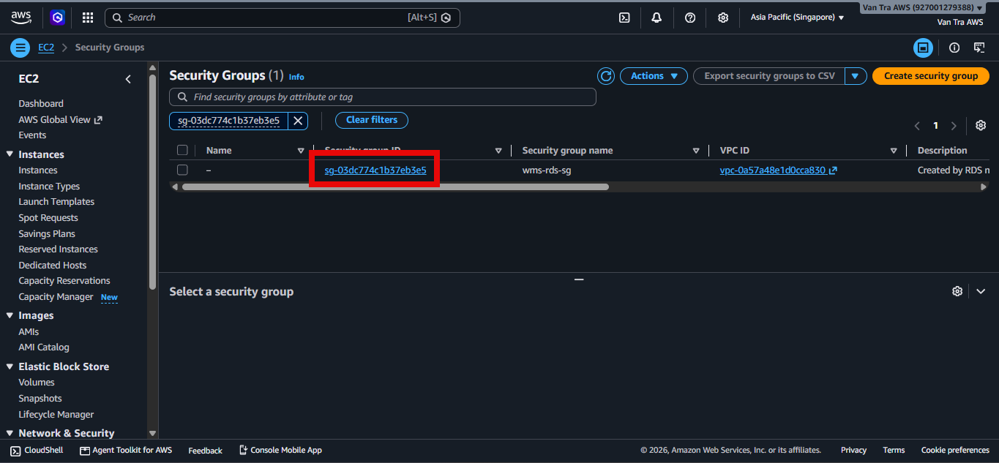 aws
Search [Alt+S]
Asia Pacific (Singapore)
Van Tra AWS (927001279388)
Van Tra AWS
EC2 Security Groups
EC2
Dashboard
AWS Global View
Events
Instances
Instances
Instance Types
Launch Templates
Spot Requests
Savings Plans
Reserved Instances
Dedicated Hosts
Capacity Reservations
Capacity Manager New
Images
AMIs
AMI Catalog
Elastic Block Store
Volumes
Snapshots
Lifecycle Manager
Network & Security
Security Groups (1) Info
Actions
Export security groups to CSV
Create security group
Find security groups by attribute or tag
sg-03dc774c1b37eb3e5
Clear filters
1
Name Security group ID Security group name VPC ID Description
– sg-03dc774c1b37eb3e5 wms-rds-sg vpc-0a57a48e1d0cca830 Created by RDS
Select a security group
CloudShell Agent Toolkit for AWS Feedback Console Mobile App © 2026, Amazon Web Services, Inc. or its affiliates. Privacy Terms Cookie preferences